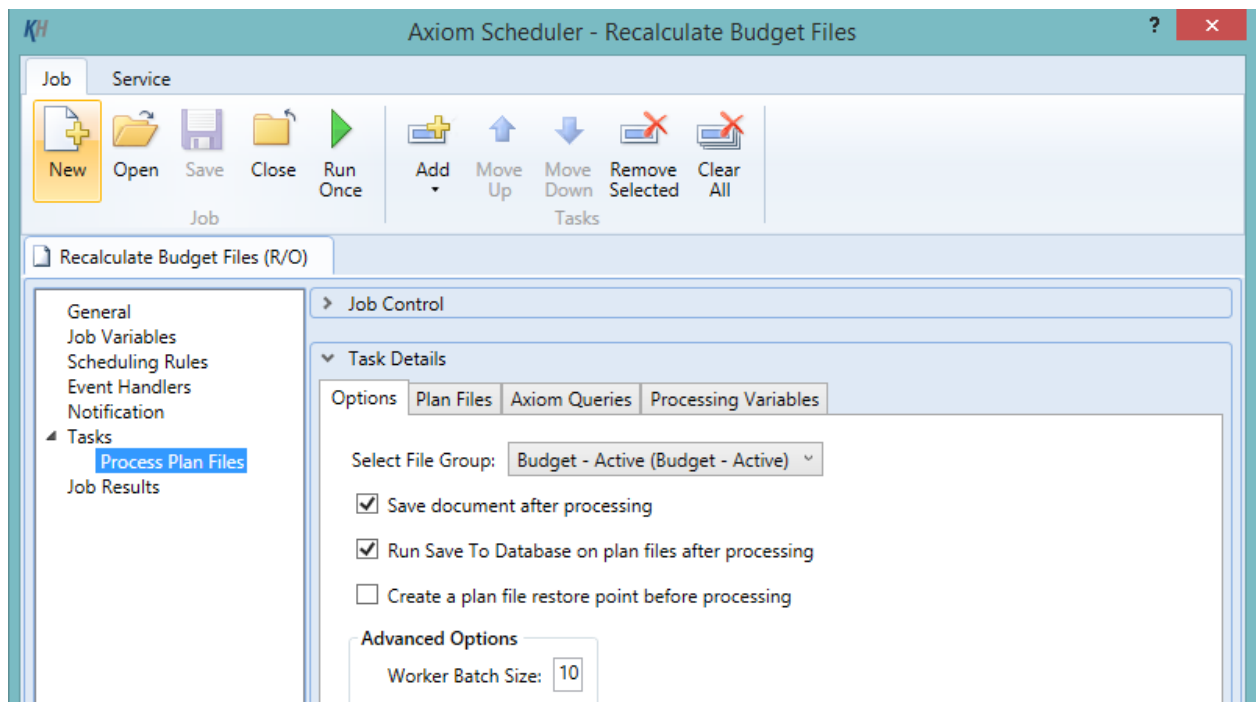 KH
Axiom Scheduler - Recalculate Budget Files
?
Job Service
New Open Save Close Run Once Add Move Up Move Down Remove Selected Clear All
Job Tasks
Recalculate Budget Files (R/O)
General
Job Variables
Scheduling Rules
Event Handlers
Notification
Tasks
Process Plan Files
Job Results
Job Control
Task Details
Options Plan Files Axiom Queries Processing Variables
Select File Group: Budget - Active (Budget - Active)
Save document after processing
Run Save To Database on plan files after processing
Create a plan file restore point before processing
Advanced Options
Worker Batch Size: 10